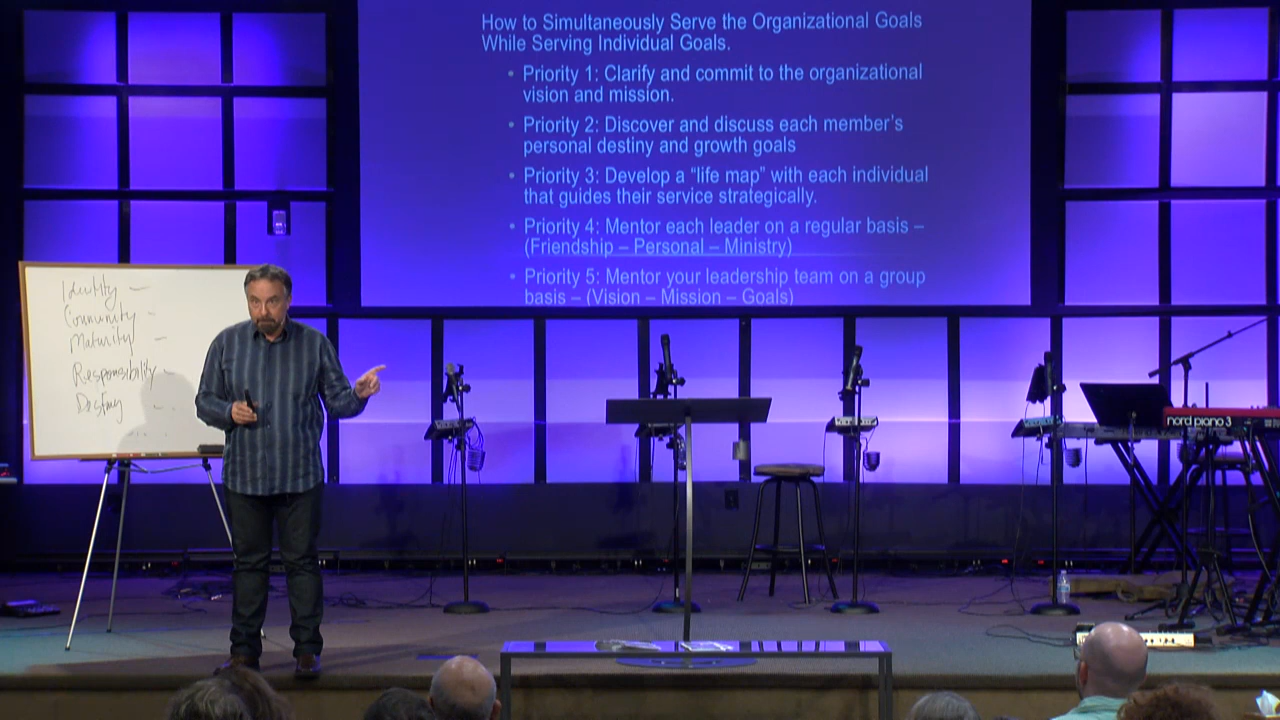 How to Simultaneously Serve the Organizational Goals
While Serving Individual Goals.
• Priority 1: Clarify and commit to the organizational
vision and mission.
• Priority 2: Discover and discuss each member’s
personal destiny and growth goals
• Priority 3: Develop a “life map” with each individual
that guides their service strategically.
• Priority 4: Mentor each leader on a regular basis –
(Friendship – Personal – Ministry)
• Priority 5: Mentor your leadership team on a group
basis – (Vision – Mission – Goals)
Identity –
Community -
Maturity –
Responsibility -
Destiny -
nord piano 3